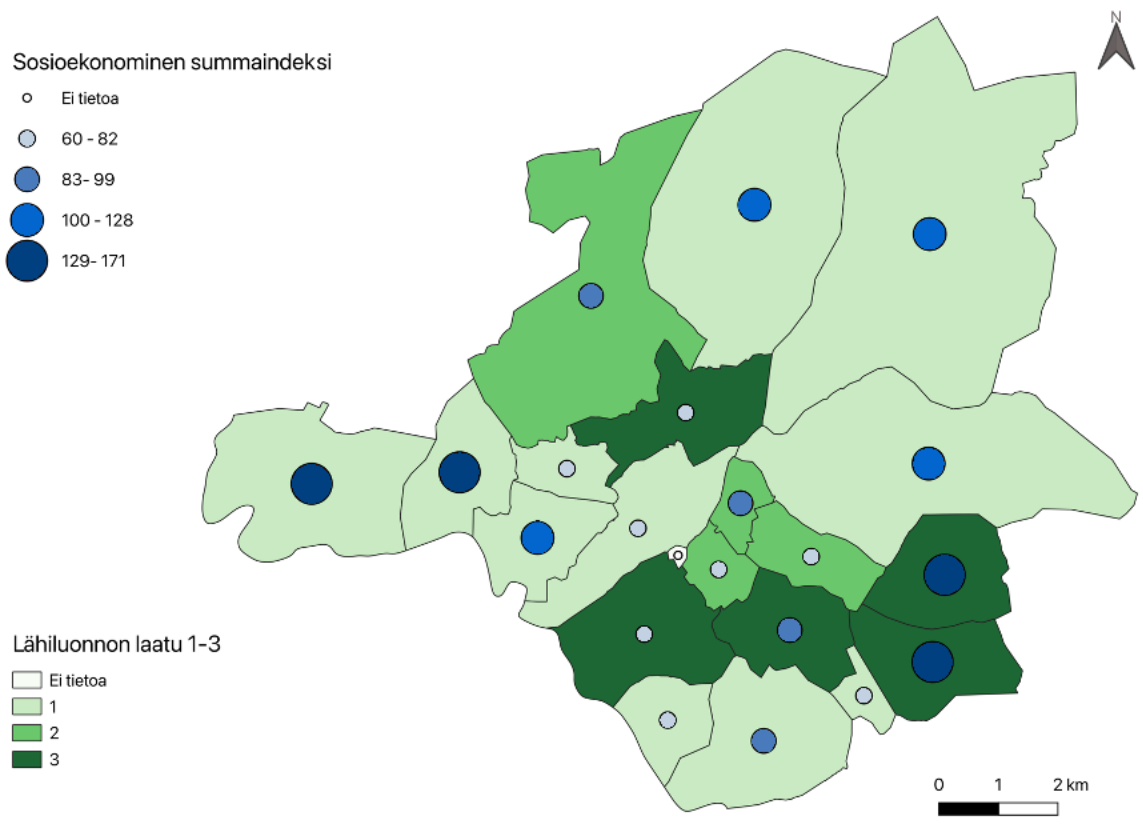 N
Sosioekonominen summaindeksi
Ei tietoa
60 - 82
83- 99
100 - 128
129- 171
Lähiluonnon laatu 1-3
Ei tietoa
1
2
3
0 1 2 km